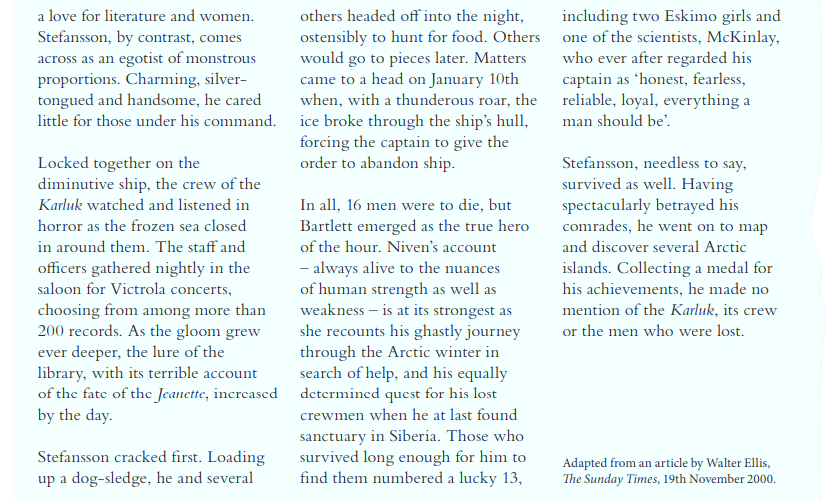 a love for literature and women.
Stefansson, by contrast, comes
across as an egotist of monstrous
proportions. Charming, silver-
tongued and handsome, he cared
little for those under his command.
Locked together on the
diminutive ship, the crew of the
Karluk watched and listened in
horror as the frozen sea closed
in around them. The staff and
officers gathered nightly in the
saloon for Victrola concerts,
choosing from among more than
200 records. As the gloom grew
ever deeper, the lure of the
library, with its terrible account
of the fate of the Jeanette, increased
by the day.
Stefansson cracked first. Loading
up a dog-sledge, he and several
others headed off into the night,
ostensibly to hunt for food. Others
would go to pieces later. Matters
came to a head on January 10th
when, with a thunderous roar, the
ice broke through the ship's hull,
forcing the captain to give the
order to abandon ship.
In all, 16 men were to die, but
Bartlett emerged as the true hero
of the hour. Niven's account
– always alive to the nuances
of human strength as well as
weakness – is at its strongest as
she recounts his ghastly journey
through the Arctic winter in
search of help, and his equally
determined quest for his lost
crewmen when he at last found
sanctuary in Siberia. Those who
survived long enough for him to
find them numbered a lucky 13,
including two Eskimo girls and
one of the scientists, McKinlay,
who ever after regarded his
captain as 'honest, fearless,
reliable, loyal, everything a
man should be'.
Stefansson, needless to say,
survived as well. Having
spectacularly betrayed his
comrades, he went on to map
and discover several Arctic
islands. Collecting a medal for
his achievements, he made no
mention of the Karluk, its crew
or the men who were lost.
Adapted from an article by Walter Ellis,
The Sunday Times, 19th November 2000.